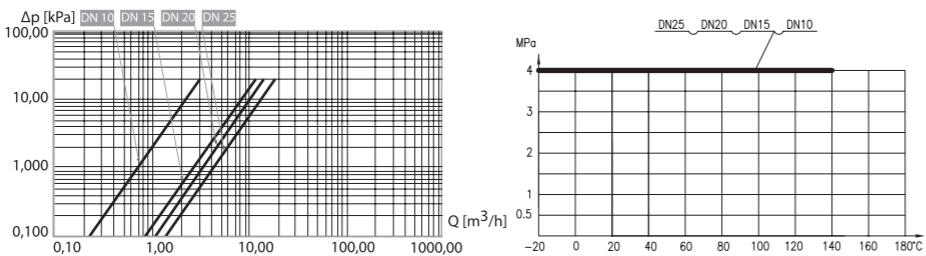 Δp [kPa] DN 10 DN 15 DN 20 DN 25
100,00
10,00
1,000
0,100
0,10 1,00 10,00 100,00 1000,00
Q [m³/h]
DN25 DN20 DN15 DN10
MPa
4
3
2
1
0.5
-20 0 20 40 60 80 100 120 140 160 180°C